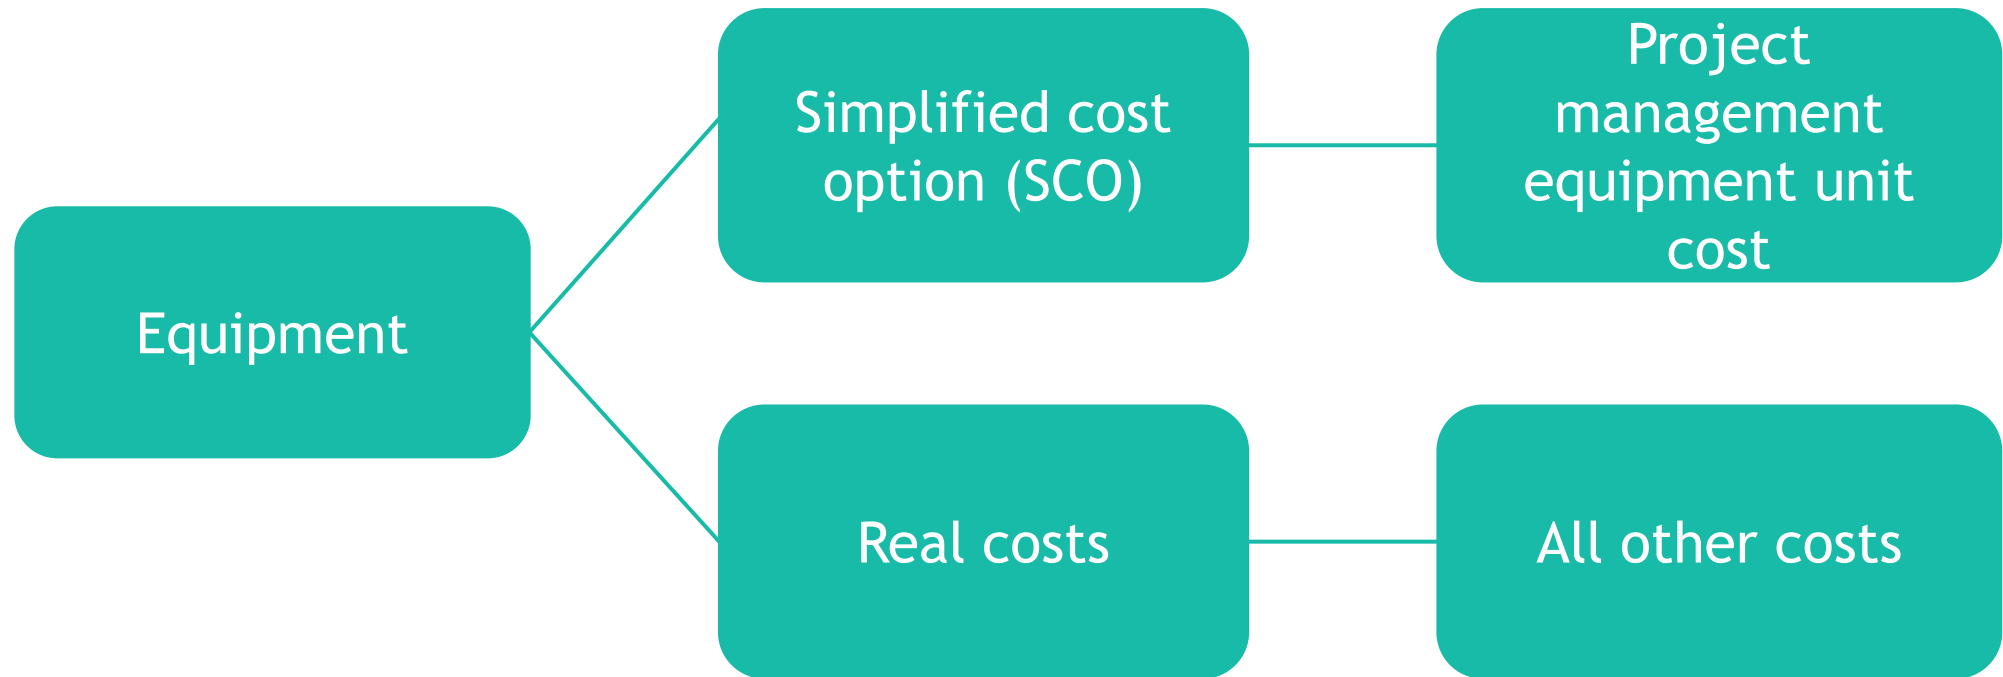 Equipment
Simplified cost
option (SCO)
Project
management
equipment unit
cost
Real costs
All other costs